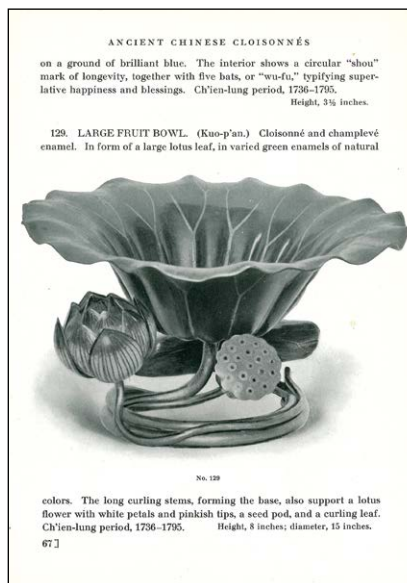 ANCIENT CHINESE CLOISONNÉS
on a ground of brilliant blue. The interior shows a circular “shou”
mark of longevity, together with five bats, or “wu-fu,” typifying super-
lative happiness and blessings. Ch’ien-lung period, 1736–1795.
Height, 3½ inches.
129. LARGE FRUIT BOWL. (Kuo-p’an.) Cloisonné and champlevé
enamel. In form of a large lotus leaf, in varied green enamels of natural
No. 129
colors. The long curling stems, forming the base, also support a lotus
flower with white petals and pinkish tips, a seed pod, and a curling leaf.
Ch’ien-lung period, 1736–1795. Height, 8 inches; diameter, 15 inches.
67]